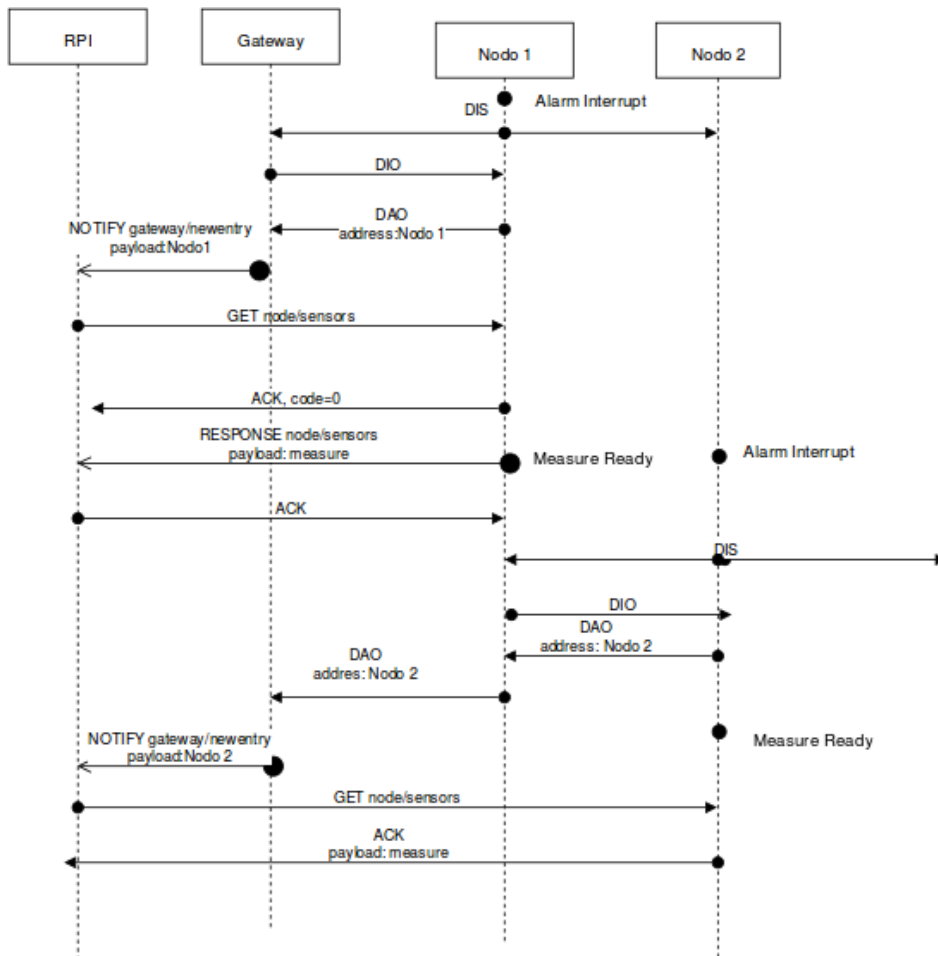 RPI
Gateway
Nodo 1
Nodo 2
Alarm Interrupt
DIS
DIO
DAO
address:Nodo 1
NOTIFY gateway/newentry
payload:Nodo1
GET node/sensors
ACK, code=0
RESPONSE node/sensors
payload: measure
Measure Ready
Alarm Interrupt
ACK
DIS
DIO
DAO
address: Nodo 2
DAO
addres: Nodo 2
NOTIFY gateway/newentry
payload:Nodo 2
Measure Ready
GET node/sensors
ACK
payload: measure